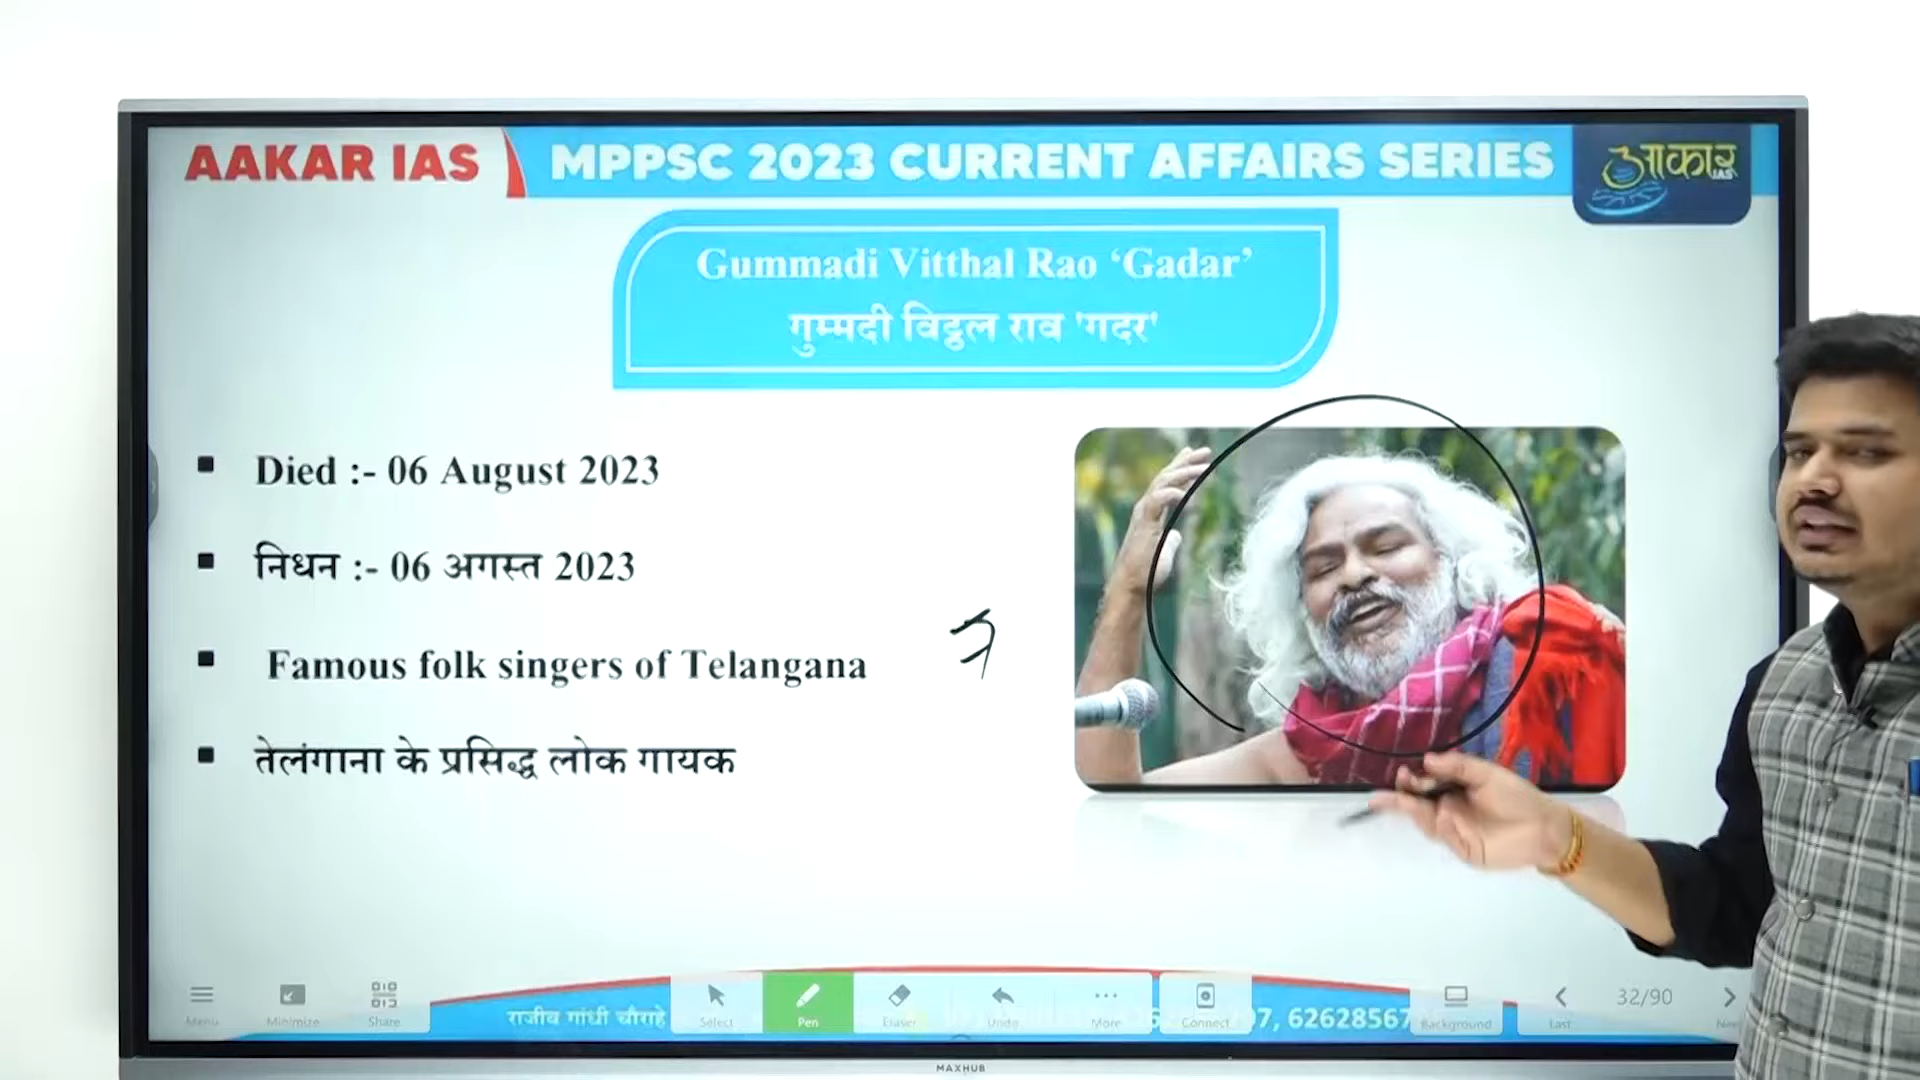 AAKAR IAS
MPPSC 2023 CURRENT AFFAIRS SERIES
आकार
IAS
Gummadi Vitthal Rao ‘Gadar’
गुम्मदी विठ्ठल राव 'गदर'
▪ Died :- 06 August 2023
▪ निधन :- 06 अगस्त 2023
▪ Famous folk singers of Telangana
▪ तेलंगाना के प्रसिद्ध लोक गायक
Menu
Minimize
Share
राजीव गांधी चौराहे
Select
Pen
Eraser
Undo
More
Connect
Background
Last
32/90
MAXHUB